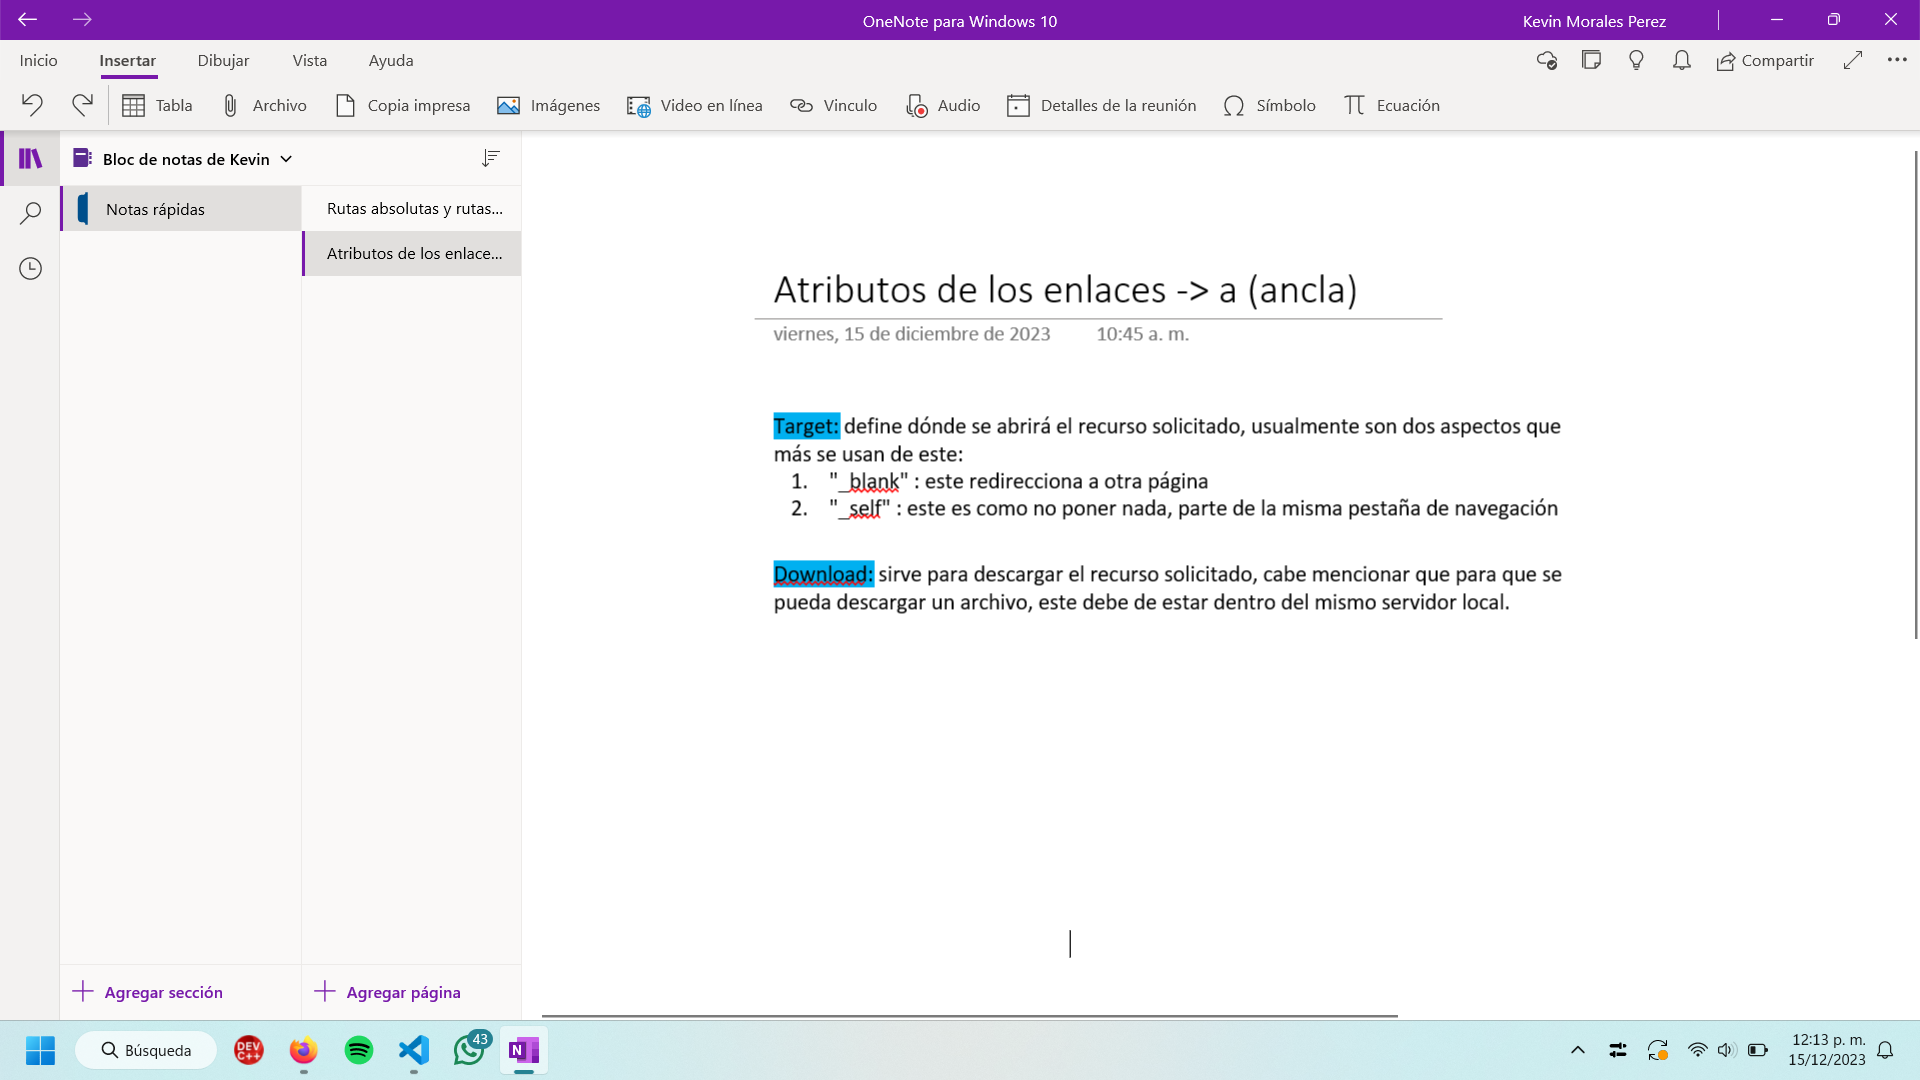 OneNote para Windows 10
Kevin Morales Perez
Inicio
Insertar
Dibujar
Vista
Ayuda
Compartir
Tabla
Archivo
Copia impresa
Imágenes
Video en línea
Vinculo
Audio
Detalles de la reunión
Símbolo
Ecuación
Bloc de notas de Kevin
Notas rápidas
Rutas absolutas y rutas...
Atributos de los enlace...
Atributos de los enlaces -> a (ancla)
viernes, 15 de diciembre de 2023 10:45 a. m.
Target: define dónde se abrirá el recurso solicitado, usualmente son dos aspectos que
más se usan de este:
1. "_blank" : este redirecciona a otra página
2. "_self" : este es como no poner nada, parte de la misma pestaña de navegación
Download: sirve para descargar el recurso solicitado, cabe mencionar que para que se
pueda descargar un archivo, este debe de estar dentro del mismo servidor local.
Agregar sección
Agregar página
Búsqueda
DEV
C++
43
N
12:13 p. m.
15/12/2023